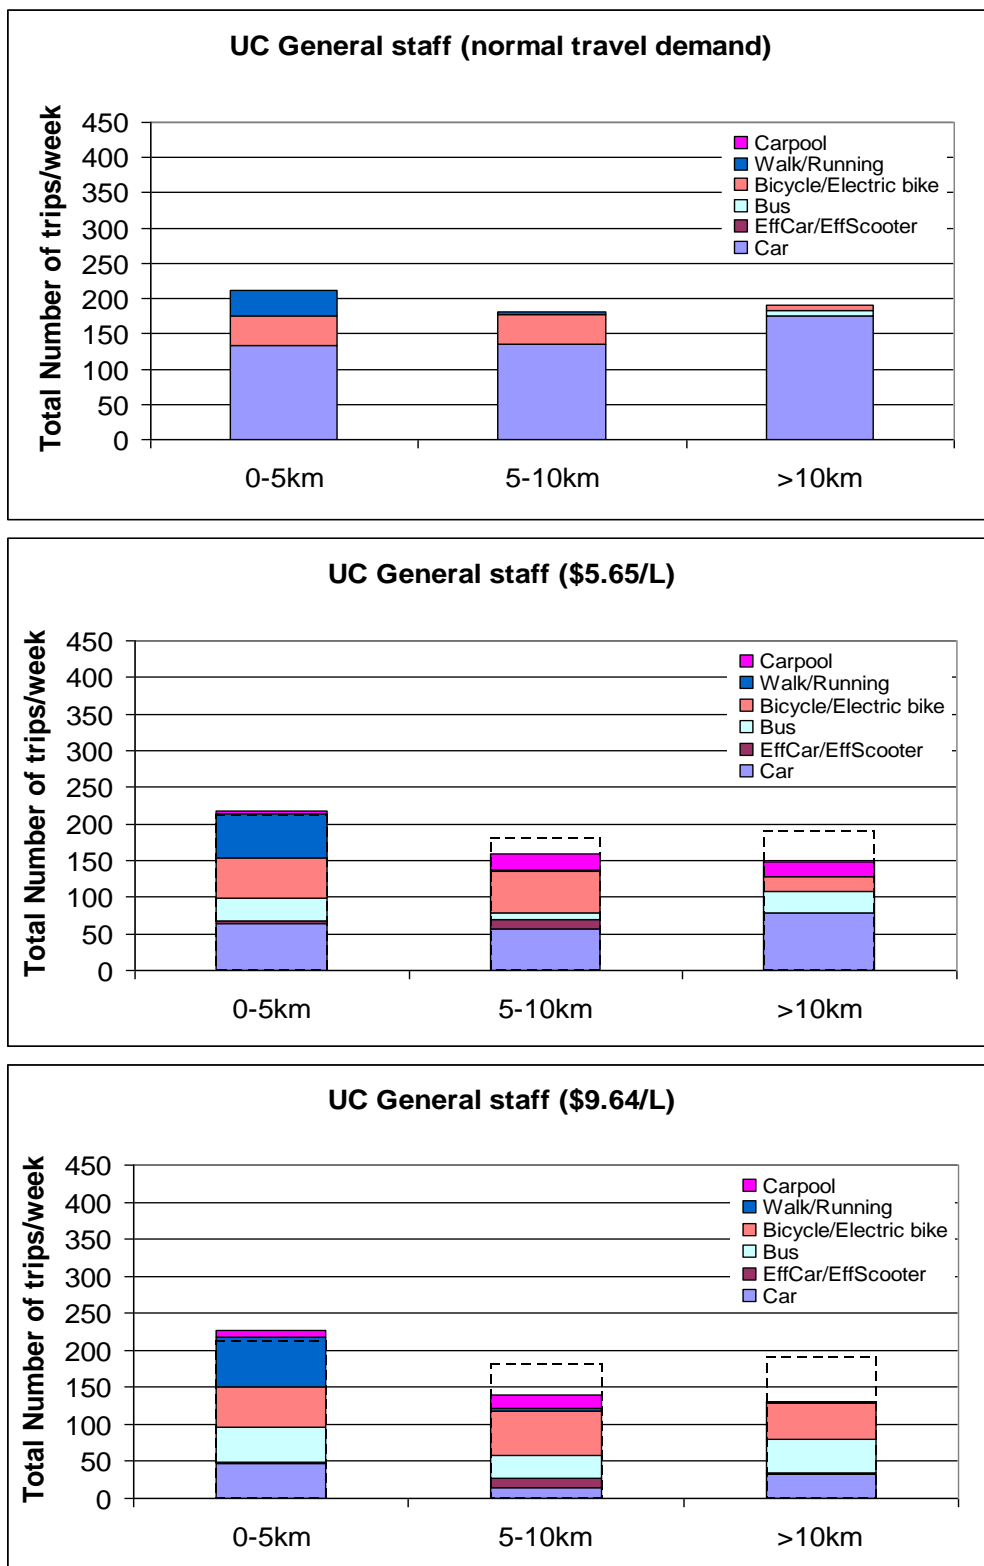 UC General staff (normal travel demand)
Total Number of trips/week
450
400
350
300
250
200
150
100
50
0
Carpool
Walk/Running
Bicycle/Electric bike
Bus
EffCar/EffScooter
Car
0-5km
5-10km
>10km
UC General staff ($5.65/L)
Total Number of trips/week
450
400
350
300
250
200
150
100
50
0
Carpool
Walk/Running
Bicycle/Electric bike
Bus
EffCar/EffScooter
Car
0-5km
5-10km
>10km
UC General staff ($9.64/L)
Total Number of trips/week
450
400
350
300
250
200
150
100
50
0
Carpool
Walk/Running
Bicycle/Electric bike
Bus
EffCar/EffScooter
Car
0-5km
5-10km
>10km